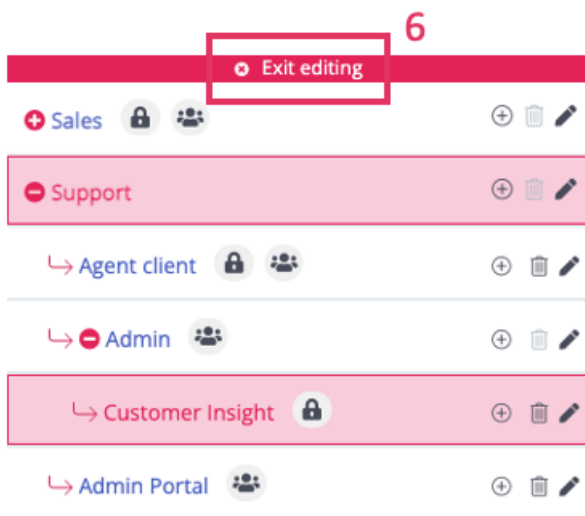 6
Exit editing
Sales
Support
Agent client
Admin
Customer Insight
Admin Portal